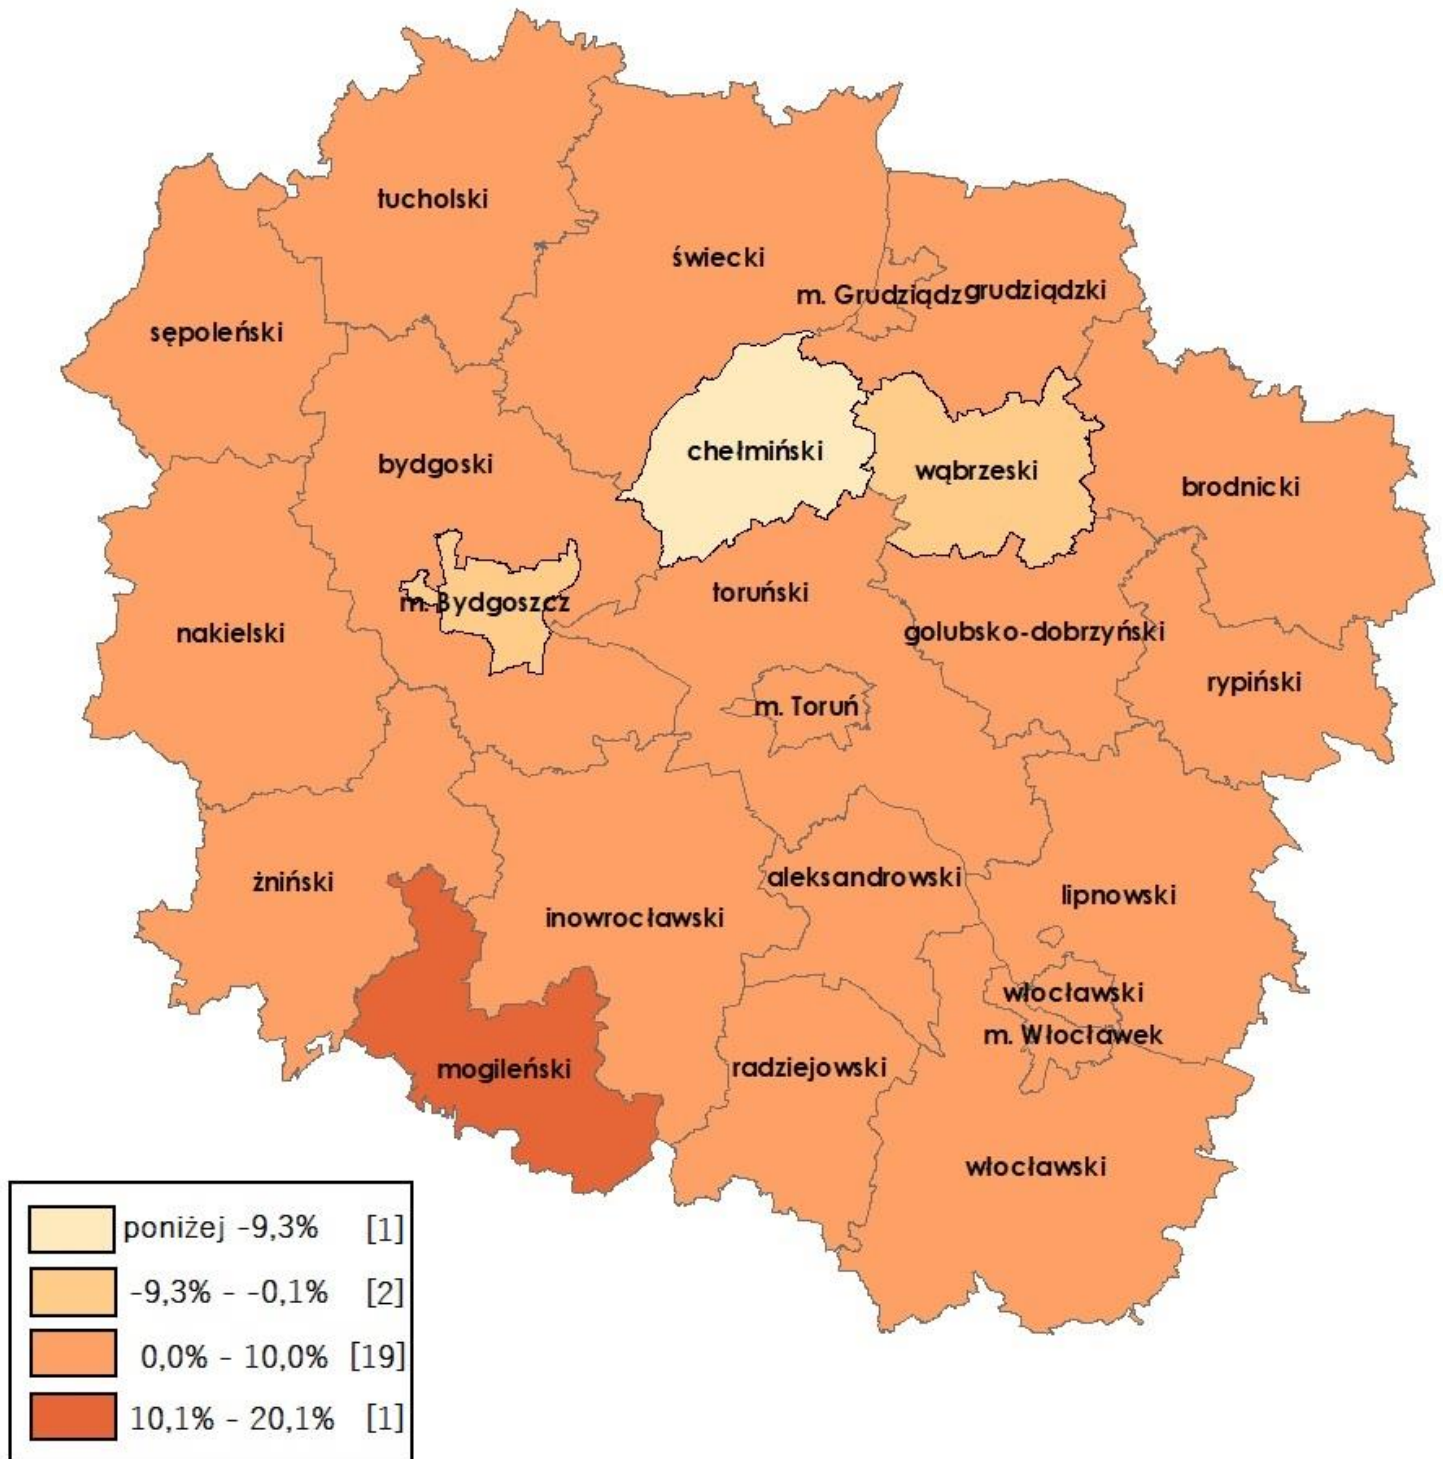 tucholski
świecki
m. Grudziądz
grudziądzki
sępoleński
chełmiński
bydgoski
wąbrzeski
brodnicki
m. Bydgoszcz
toruński
nakielski
golubsko-dobrzyński
rypiński
m. Toruń
żniński
aleksandrowski
lipnowski
inowrocławski
włocławski
m. Włocławek
mogileński
radziejowski
włocławski
poniżej -9,3% [1]
-9,3% - -0,1% [2]
0,0% - 10,0% [19]
10,1% - 20,1% [1]